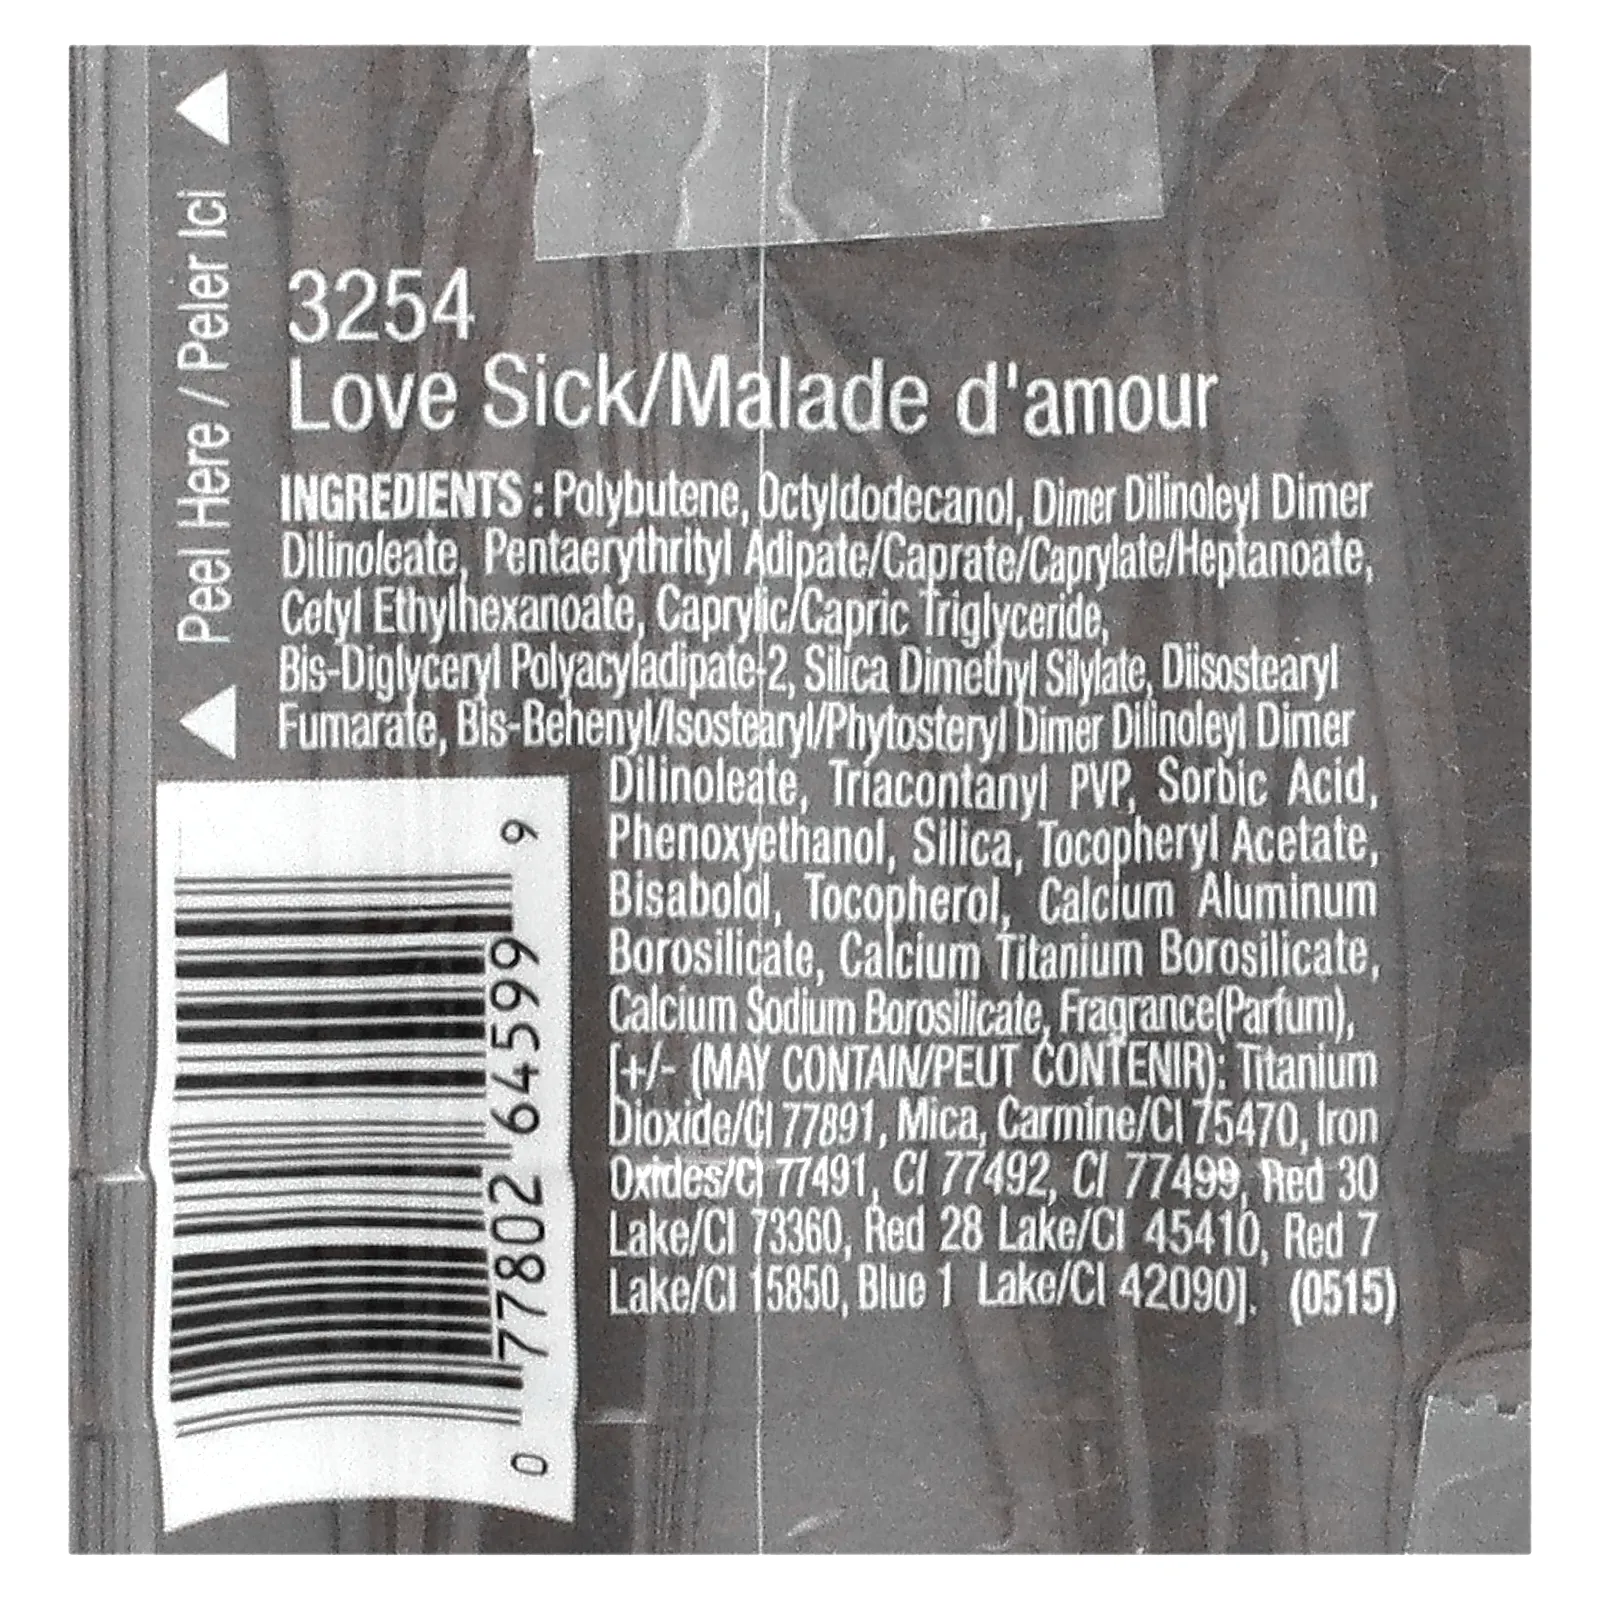 Peel Here / Peler Ici
3254
Love Sick/Malade d'amour
INGREDIENTS : Polybutene, Octyldodecanol, Dimer Dilinoleyl Dimer
Dilinoleate, Pentaerythrityl Adipate/Caprate/Caprylate/Heptanoate,
Cetyl Ethylhexanoate, Caprylic/Capric Triglyceride,
Bis-Diglyceryl Polyacyladipate-2, Silica Dimethyl Silylate, Diisostearyl
Fumarate, Bis-Behenyl/Isostearyl/Phytosteryl Dimer Dilinoleyl Dimer
Dilinoleate, Triacontanyl PVP, Sorbic Acid,
Phenoxyethanol, Silica, Tocopheryl Acetate,
Bisabolol, Tocopherol, Calcium Aluminum
Borosilicate, Calcium Titanium Borosilicate,
Calcium Sodium Borosilicate, Fragrance(Parfum),
[+/- (MAY CONTAIN/PEUT CONTENIR): Titanium
Dioxide/CI 77891, Mica, Carmine/CI 75470, Iron
Oxides/CI 77491, CI 77492, CI 77499, Red 30
Lake/CI 73360, Red 28 Lake/CI 45410, Red 7
Lake/CI 15850, Blue 1 Lake/CI 42090]. (0515)
0 77802 64599 9